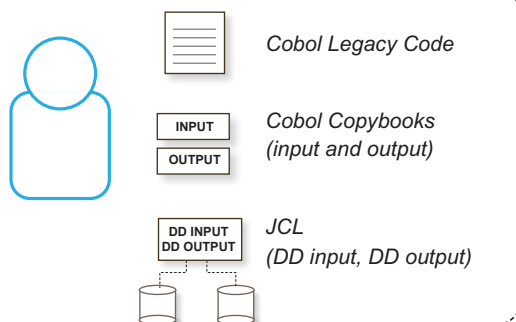 Cobol Legacy Code
INPUT
OUTPUT
Cobol Copybooks
(input and output)
DD INPUT
DD OUTPUT
JCL
(DD input, DD output)